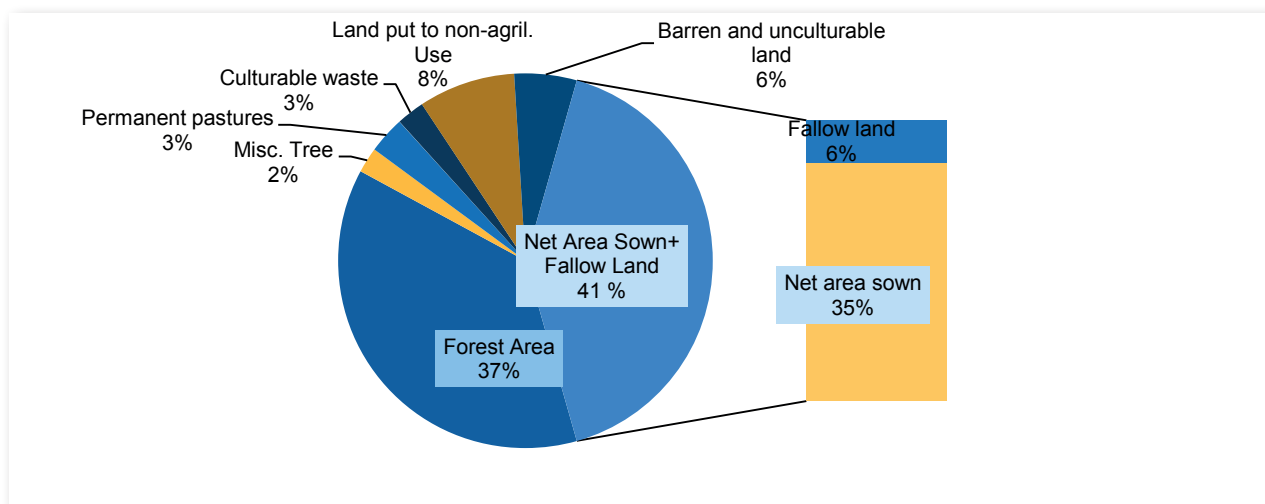 Land put to non-agril.
Use
8%
Barren and unculturable
land
6%
Culturable waste
3%
Permanent pastures
3%
Misc. Tree
2%
Net Area Sown+
Fallow Land
41 %
Forest Area
37%
Fallow land
6%
Net area sown
35%